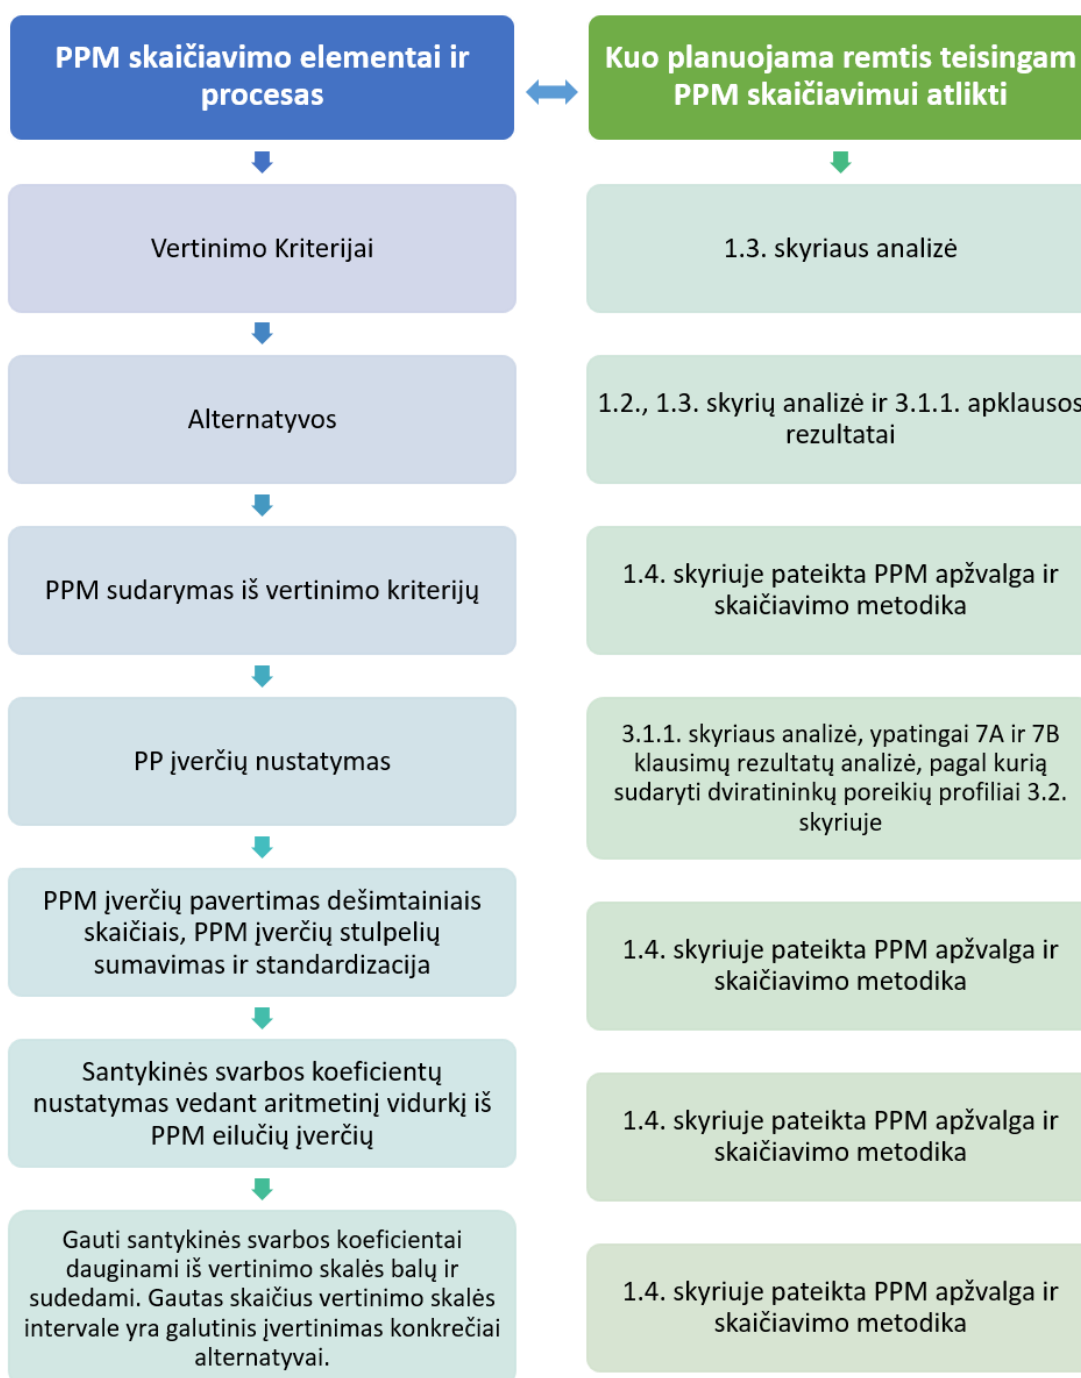 PPM skaičiavimo elementai ir
procesas
Kuo planuojama remtis teisingam
PPM skaičiavimui atlikti
Vertinimo Kriterijai
1.3. skyriaus analizė
Alternatyvos
1.2., 1.3. skyrių analizė ir 3.1.1. apklausos
rezultatai
PPM sudarymas iš vertinimo kriterijų
1.4. skyriuje pateikta PPM apžvalga ir
skaičiavimo metodika
PP įverčių nustatymas
3.1.1. skyriaus analizė, ypatingai 7A ir 7B
klausimų rezultatų analizė, pagal kurią
sudaryti dviratininkų poreikių profiliai 3.2.
skyriuje
PPM įverčių pavertimas dešimtainiais
skaičiais, PPM įverčių stulpelių
sumavimas ir standartizacija
1.4. skyriuje pateikta PPM apžvalga ir
skaičiavimo metodika
Santykinės svarbos koeficientų
nustatymas vedant aritmetinį vidurkį iš
PPM eilučių įverčių
1.4. skyriuje pateikta PPM apžvalga ir
skaičiavimo metodika
Gauti santykinės svarbos koeficientai
dauginami iš vertinimo skalės balų ir
sudedami. Gautas skaičius vertinimo skalės
intervale yra galutinis įvertinimas konkrečiai
alternatyvai.
1.4. skyriuje pateikta PPM apžvalga ir
skaičiavimo metodika